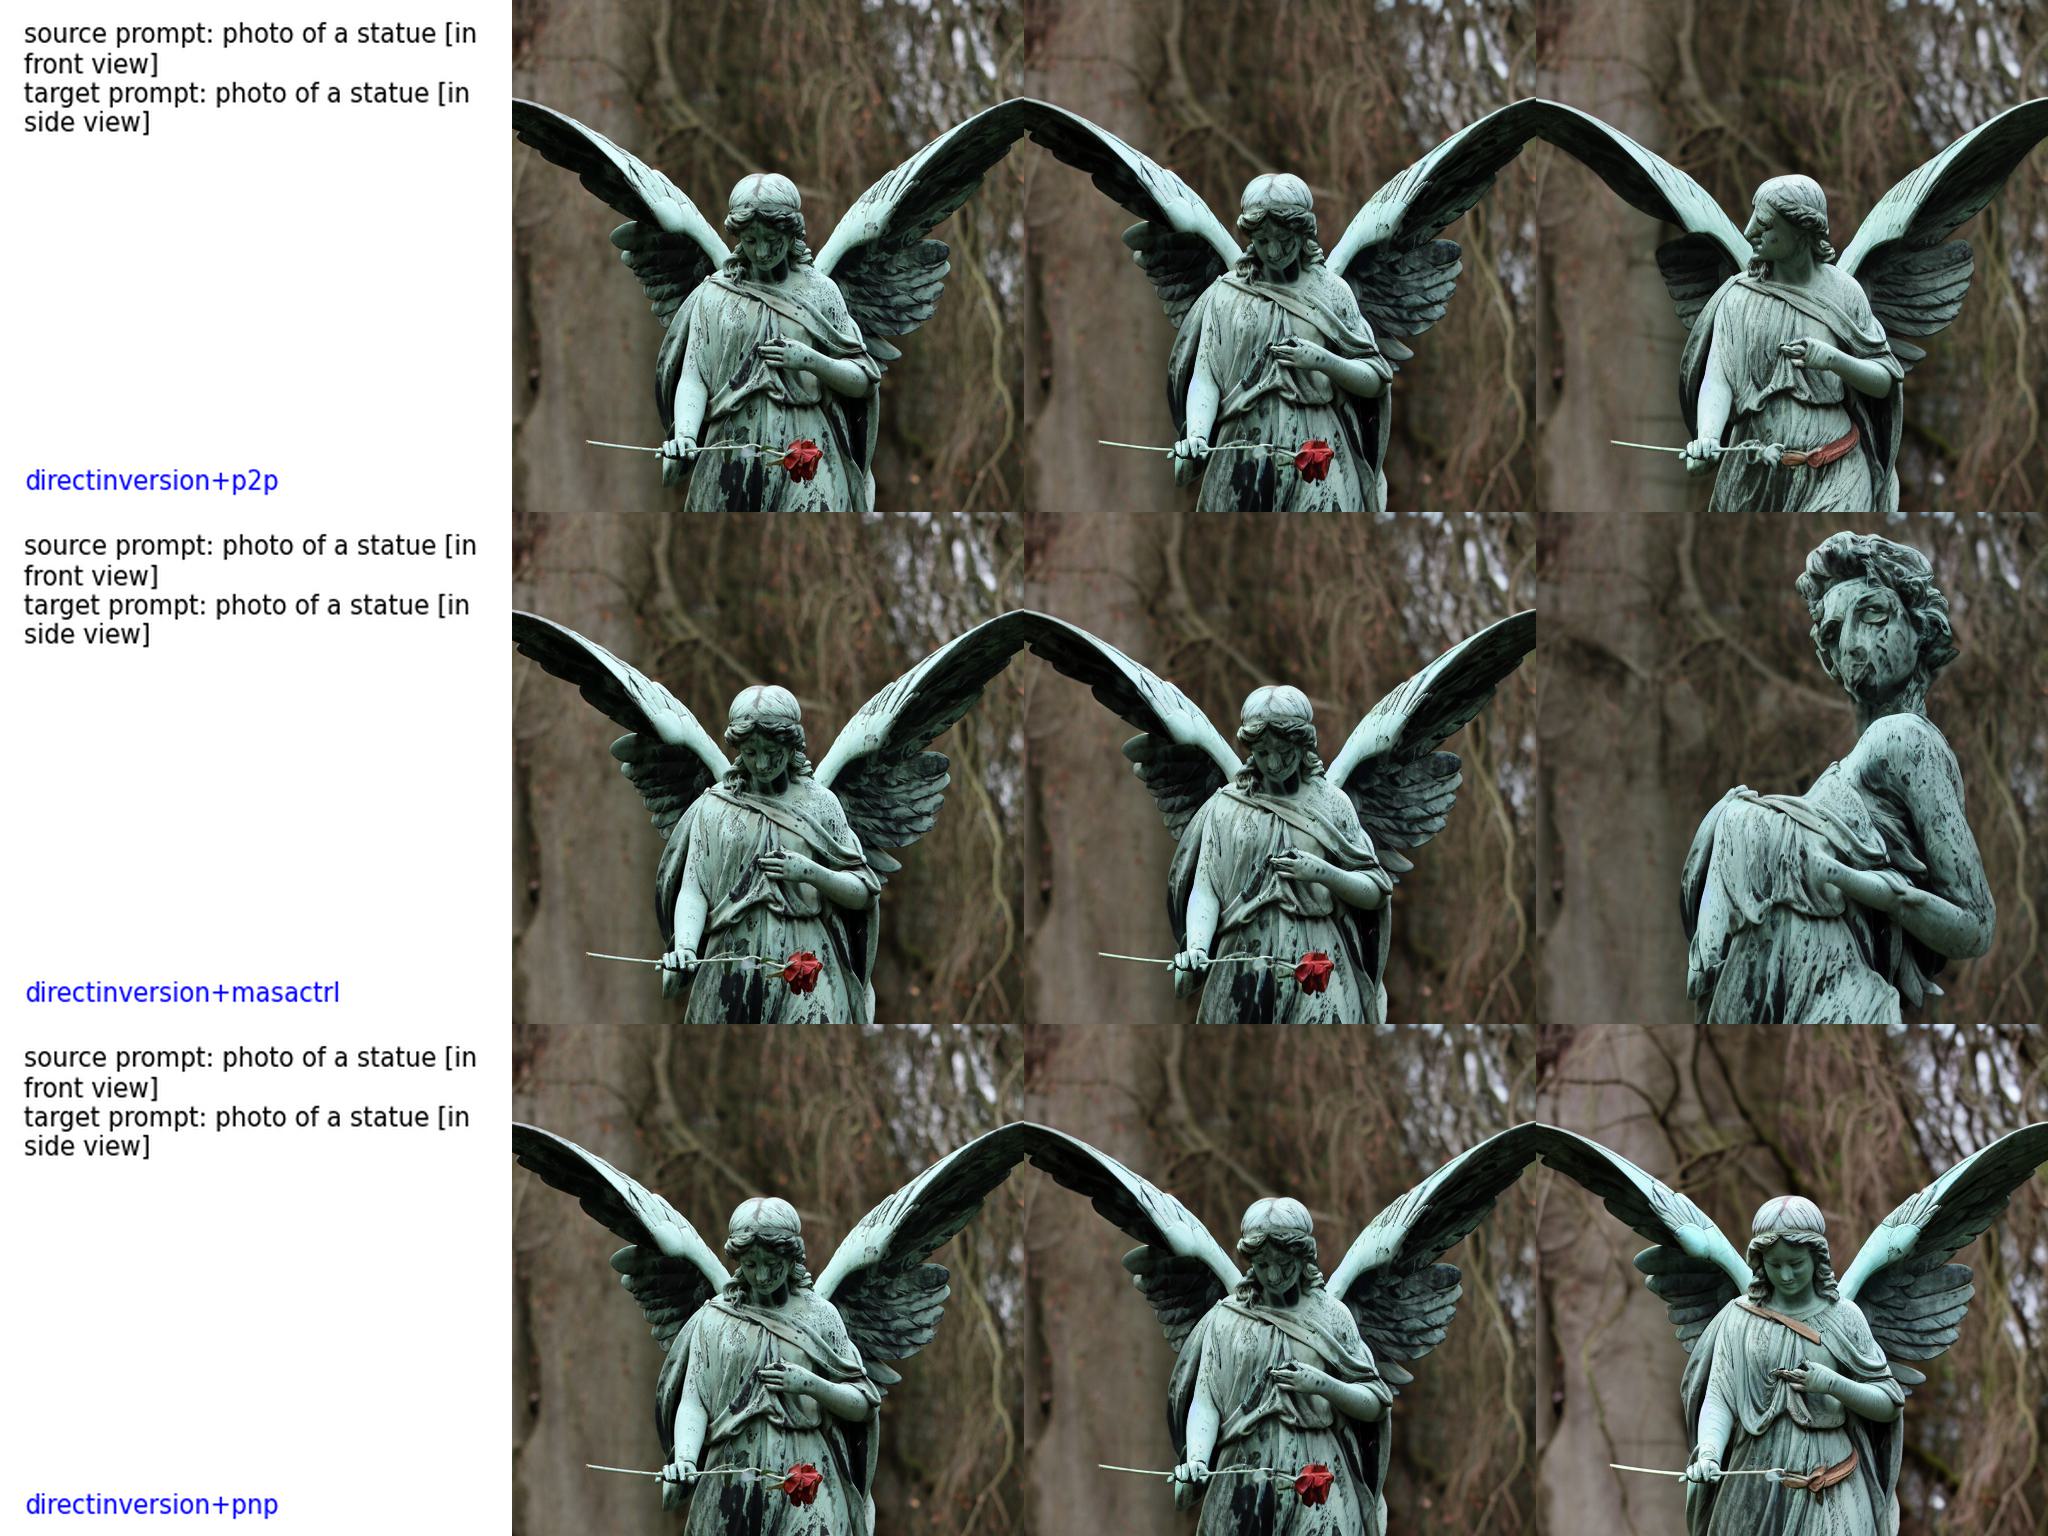 source prompt: photo of a statue [in
front view]
target prompt: photo of a statue [in
side view]
directinversion+p2p
source prompt: photo of a statue [in
front view]
target prompt: photo of a statue [in
side view]
directinversion+masactrl
source prompt: photo of a statue [in
front view]
target prompt: photo of a statue [in
side view]
directinversion+pnp